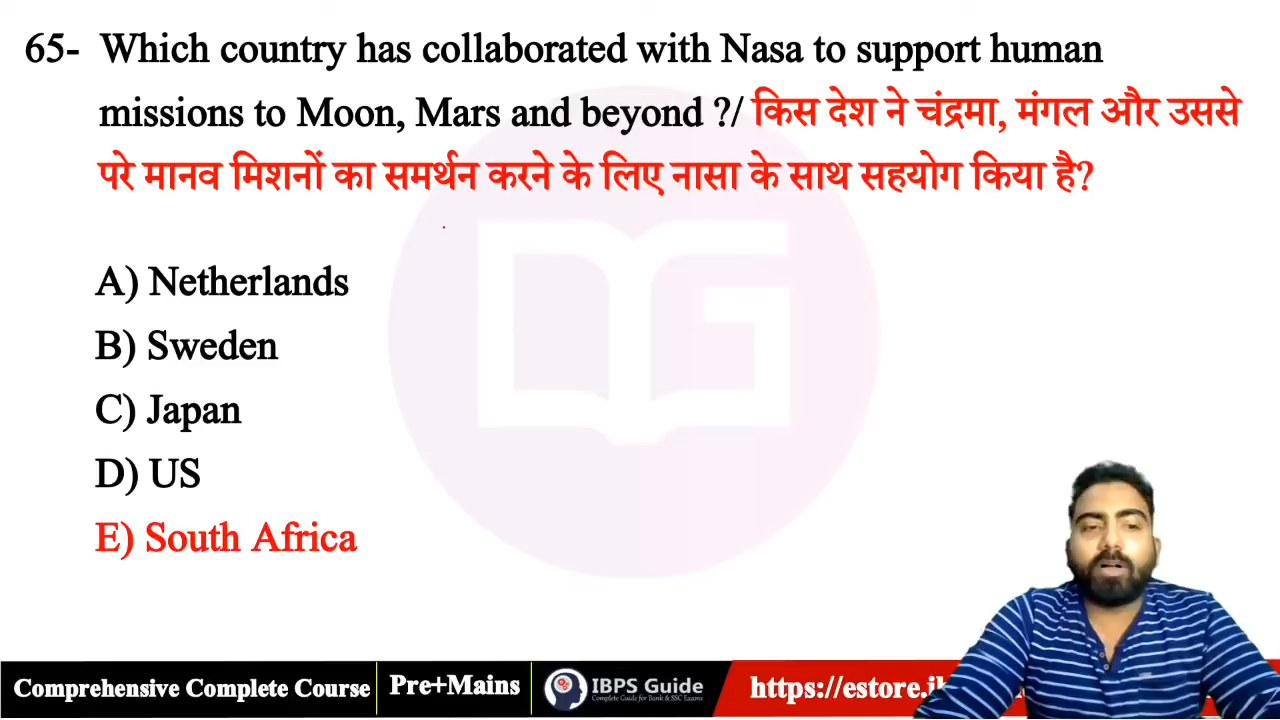 65- Which country has collaborated with Nasa to support human
missions to Moon, Mars and beyond ?/ किस देश ने चंद्रमा, मंगल और उससे
परे मानव मिशनों का समर्थन करने के लिए नासा के साथ सहयोग किया है?
A) Netherlands
B) Sweden
C) Japan
D) US
E) South Africa
Comprehensive Complete Course
Pre+Mains
IBPS Guide
Complete Guide for Bank & SSC Exams
https://estore.